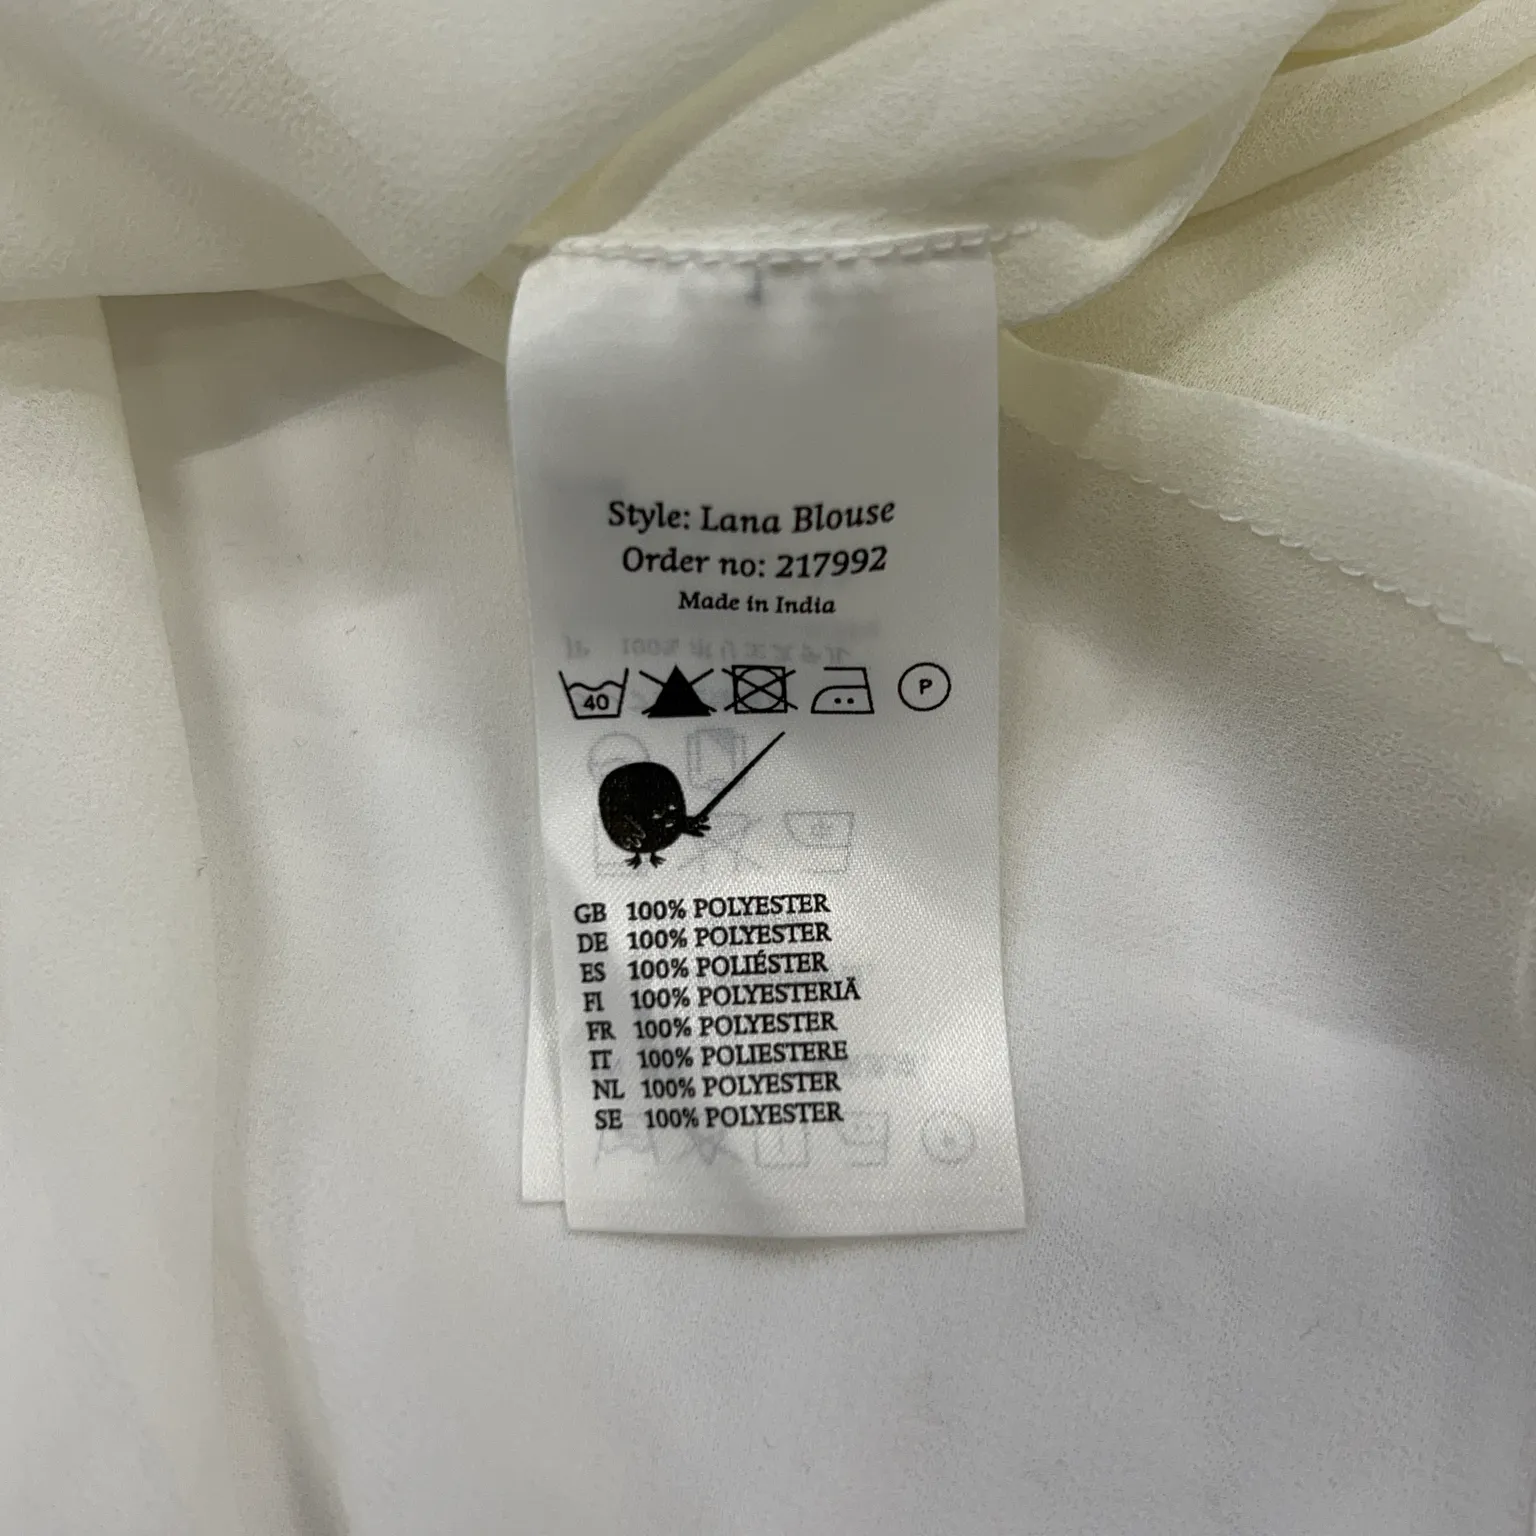 Style: Lana Blouse
Order no: 217992
Made in India
40 P
GB 100% POLYESTER
DE 100% POLYESTER
ES 100% POLIÉSTER
FI 100% POLYESTERIÄ
FR 100% POLYESTER
IT 100% POLIESTERE
NL 100% POLYESTER
SE 100% POLYESTER